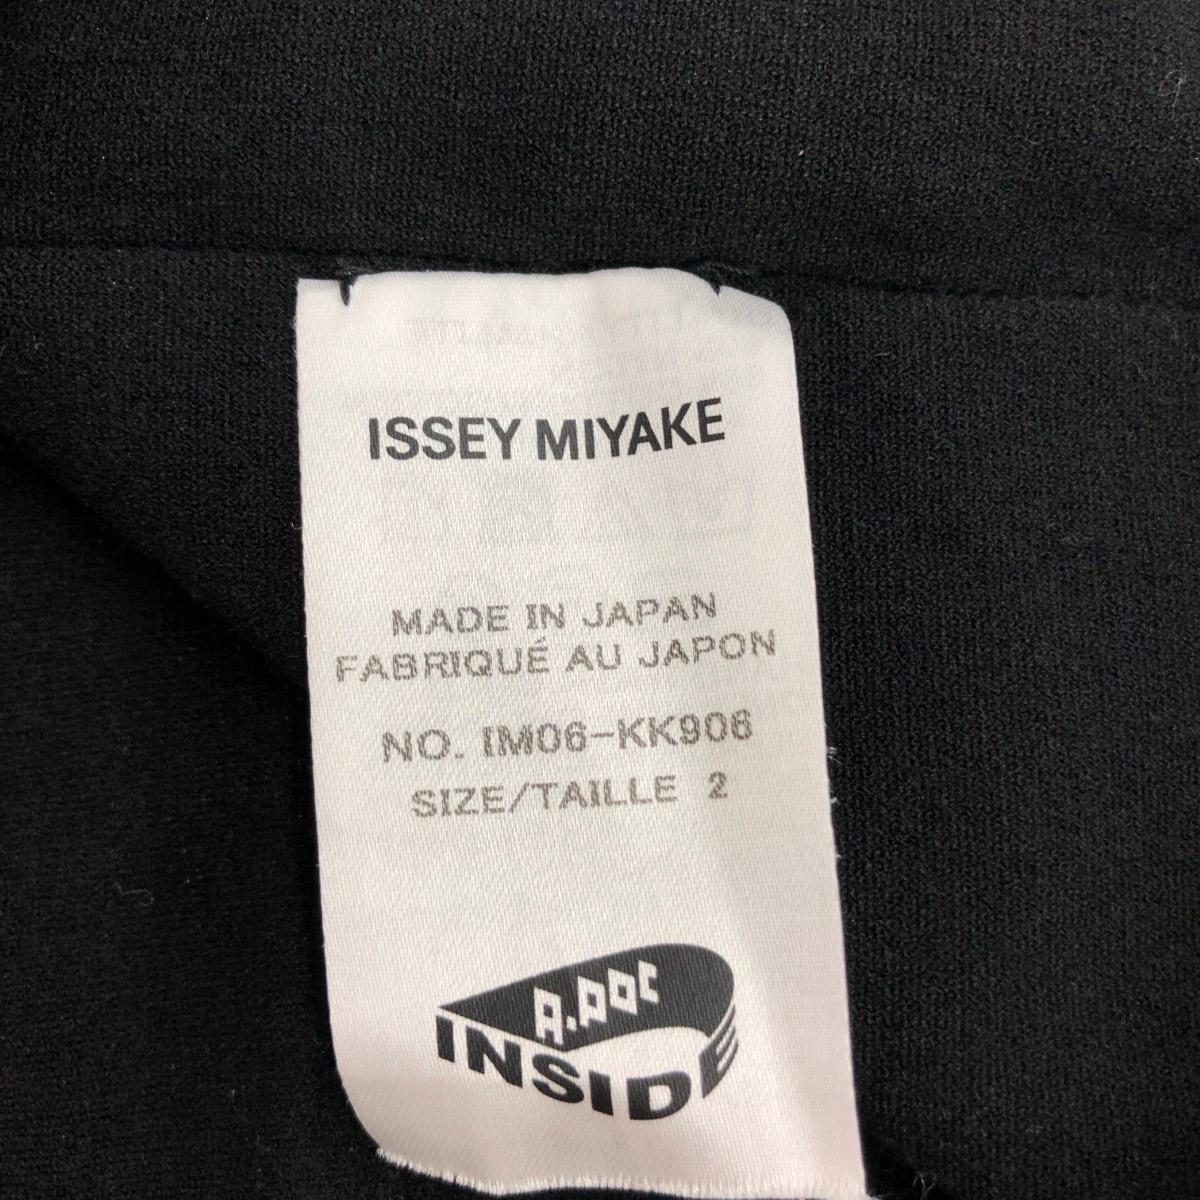 ISSEY MIYAKE
MADE IN JAPAN
FABRIQUÉ AU JAPON
NO. IM06-KK906
SIZE/TAILLE 2
A.POC
INSIDE